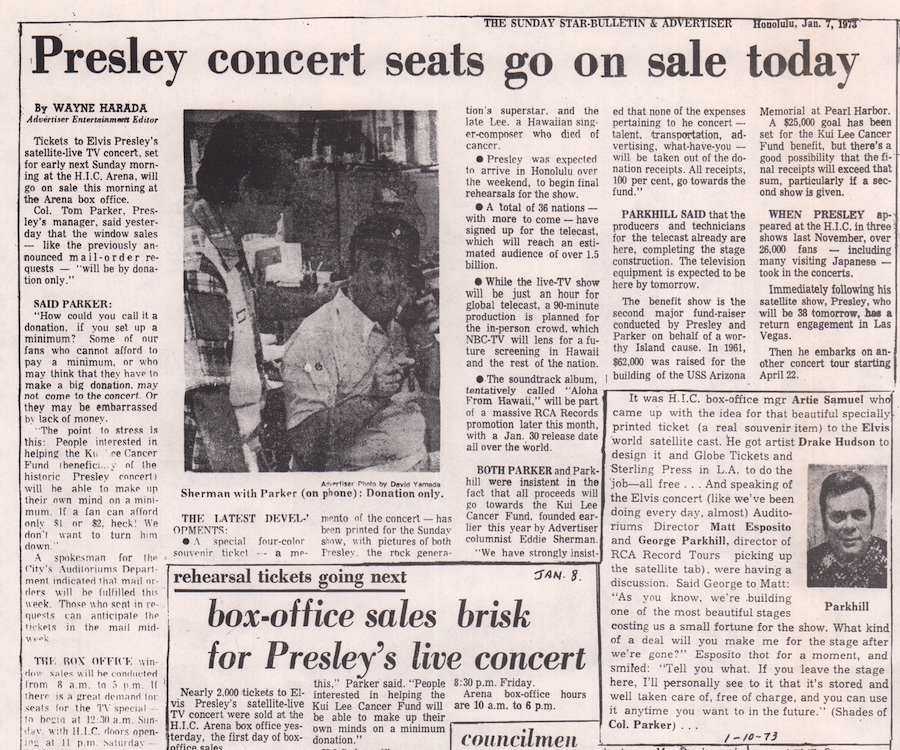 THE SUNDAY STAR-BULLETIN & ADVERTISER Honolulu, Jan. 7, 1973
Presley concert seats go on sale today
By WAYNE HARADA
Advertiser Entertainment Editor
Tickets to Elvis Presley's
satellite-live TV concert, set
for early next Sunday morn-
ing at the H.I.C. Arena, will
go on sale this morning at
the Arena box office.
Col. Tom Parker, Pres-
ley's manager, said yester-
day that the window sales
— like the previously an-
nounced mail-order re-
quests — "will be by dona-
tion only."
SAID PARKER:
"How could you call it a
donation, if you set up a
minimum? Some of our
fans who cannot afford to
pay a minimum, or who
may think that they have to
make a big donation, may
not come to the concert. Or
they may be embarrassed
by lack of money.
"The point to stress is
this: People interested in
helping the Ku ee Cancer
Fund (benefici y of the
historic Presley concert)
will be able to make up
their own mind on a mini-
mum. If a fan can afford
only $1 or $2, heck! We
don't want to turn him
down."
A spokesman for the
City's Auditoriums Depart-
ment indicated that mail or-
ders will be fulfilled this
week. Those who sent in re-
quests can anticipate the
tickets in the mail mid-
week.
THE BOX OFFICE win-
dow sales will be conducted
from 8 a.m. to 5 p.m. If
there is a great demand for
seats for the TV special —
to begin at 12:30 a.m. Sun-
day, with H.I.C. doors open-
ing at 11 p.m. Saturday —
Advertiser Photo by David Yamada
Sherman with Parker (on phone): Donation only.
THE LATEST DEVEL-
OPMENTS:
● A special four-color
souvenir ticket -- a me-
mento of the concert — has
been printed for the Sunday
show, with pictures of both
Presley, the rock genera-
tion's superstar, and the
late Lee, a Hawaiian sing-
er-composer who died of
cancer.
● Presley was expected
to arrive in Honolulu over
the weekend, to begin final
rehearsals for the show.
● A total of 36 nations —
with more to come — have
signed up for the telecast,
which will reach an esti-
mated audience of over 1.5
billion.
● While the live-TV show
will be just an hour for
global telecast, a 90-minute
production is planned for
the in-person crowd, which
NBC-TV will lens for a fu-
ture screening in Hawaii
and the rest of the nation.
● The soundtrack album,
tentatively called "Aloha
From Hawaii," will be part
of a massive RCA Records
promotion later this month,
with a Jan. 30 release date
all over the world.
BOTH PARKER and Park-
hill were insistent in the
fact that all proceeds will
go towards the Kui Lee
Cancer Fund, founded ear-
lier this year by Advertiser
columnist Eddie Sherman.
"We have strongly insist-
ed that none of the expenses
pertaining to the concert —
talent, transportation, ad-
vertising, what-have-you —
will be taken out of the do-
nation receipts. All receipts,
100 per cent, go towards the
fund."
PARKHILL SAID that the
producers and technicians
for the telecast already are
here, completing the stage
construction. The television
equipment is expected to be
here by tomorrow.
The benefit show is the
second major fund-raiser
conducted by Presley and
Parker on behalf of a wor-
thy Island cause. In 1961,
$62,000 was raised for the
building of the USS Arizona
Memorial at Pearl Harbor.
A $25,000 goal has been
set for the Kui Lee Cancer
Fund benefit, but there's a
good possibility that the fi-
nal receipts will exceed that
sum, particularly if a sec-
ond show is given.
WHEN PRESLEY ap-
peared at the H.I.C. in three
shows last November, over
26,000 fans — including
many visiting Japanese —
took in the concerts.
Immediately following his
satellite show, Presley, who
will be 38 tomorrow, has a
return engagement in Las
Vegas.
Then he embarks on an-
other concert tour starting
April 22.
It was H.I.C. box-office mgr Artie Samuel who
came up with the idea for that beautiful specially
printed ticket (a real souvenir item) to the Elvis
world satellite cast. He got artist Drake Hudson to
design it and Globe Tickets and
Sterling Press in L.A. to do the
job—all free . . . And speaking of
the Elvis concert (like we've been
doing every day, almost) Audito-
riums Director Matt Esposito
and George Parkhill, director of
RCA Record Tours picking up
the satellite tab), were having a
discussion. Said George to Matt:
"As you know, we're building
one of the most beautiful stages
costing us a small fortune for the show. What kind
of a deal will you make me for the stage after
we're gone?" Esposito thot for a moment, and
smiled: "Tell you what. If you leave the stage
here, I'll personally see to it that it's stored and
well taken care of, free of charge, and you can use
it anytime you want to in the future." (Shades of
Col. Parker) . . .
Parkhill
1-10-73
rehearsal tickets going next
JAN. 8.
box-office sales brisk
for Presley's live concert
Nearly 2,000 tickets to El-
vis Presley's satellite-live
TV concert were sold at the
H.I.C. Arena box office yes-
terday, the first day of box-
office sales.
this," Parker said. "People
interested in helping the
Kui Lee Cancer Fund will
be able to make up their
own minds on a minimum
donation."
8:30 p.m. Friday.
Arena box-office hours
are 10 a.m. to 6 p.m.
councilmen